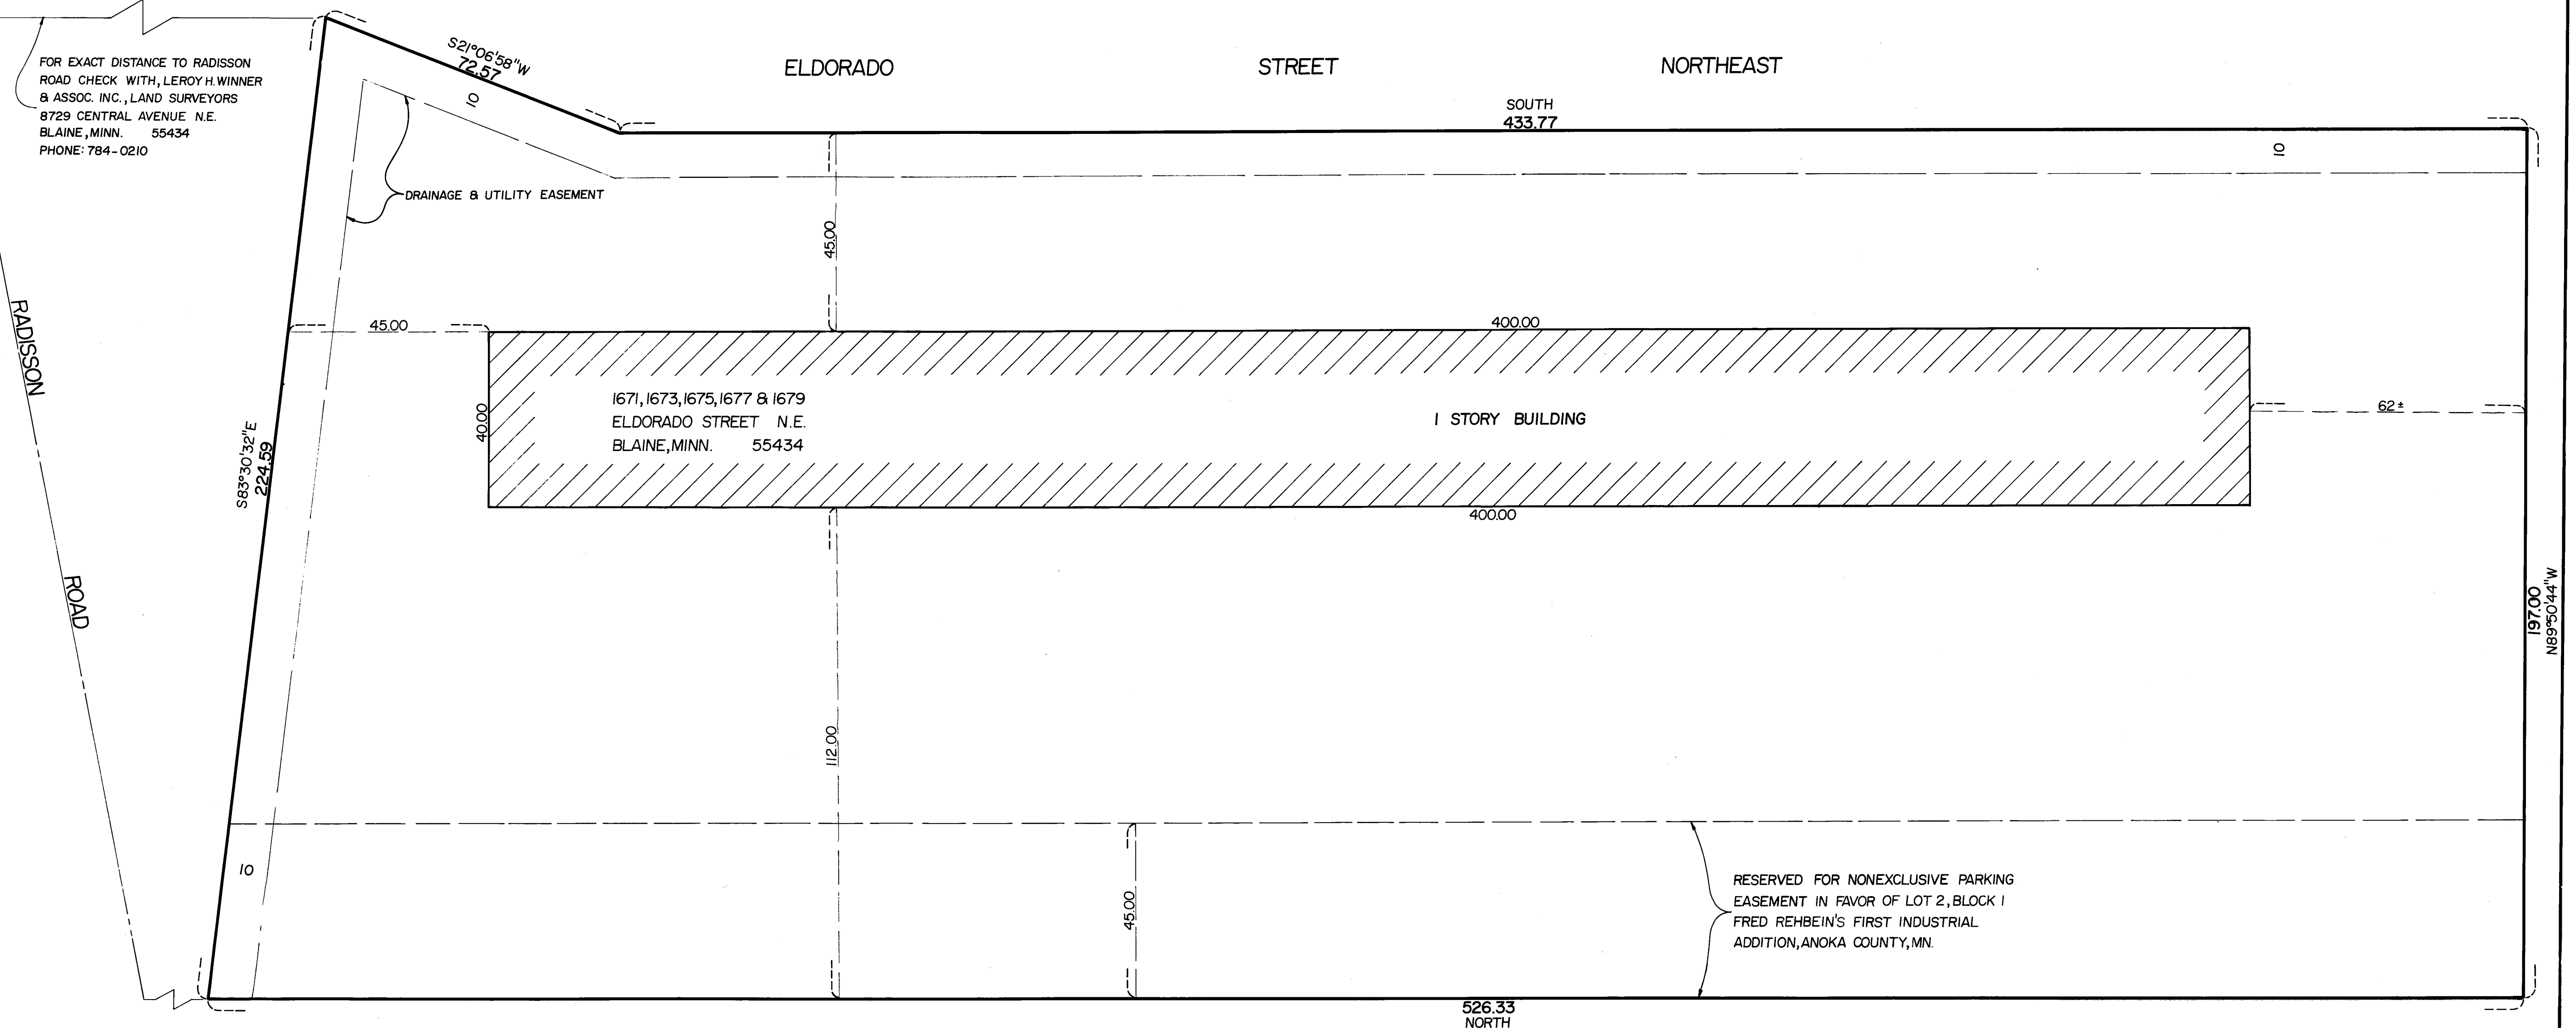 FOR EXACT DISTANCE TO RADISSON
ROAD CHECK WITH, LEROY H. WINNER
& ASSOC. INC., LAND SURVEYORS
8729 CENTRAL AVENUE N.E.
BLAINE, MINN. 55434
PHONE: 784-0210
S21°06'58"W
72.57
10
ELDORADO STREET NORTHEAST
SOUTH
433.77
10
DRAINAGE & UTILITY EASEMENT
45.00
45.00
400.00
RADISSON
ROAD
S83°30'32"E
224.59
40.00
1671, 1673, 1675, 1677 & 1679
ELDORADO STREET N.E.
BLAINE, MINN. 55434
1 STORY BUILDING
62±
400.00
197.00
N89°50'44"W
112.00
10
45.00
RESERVED FOR NONEXCLUSIVE PARKING
EASEMENT IN FAVOR OF LOT 2, BLOCK 1
FRED REHBEIN'S FIRST INDUSTRIAL
ADDITION, ANOKA COUNTY, MN.
526.33
NORTH